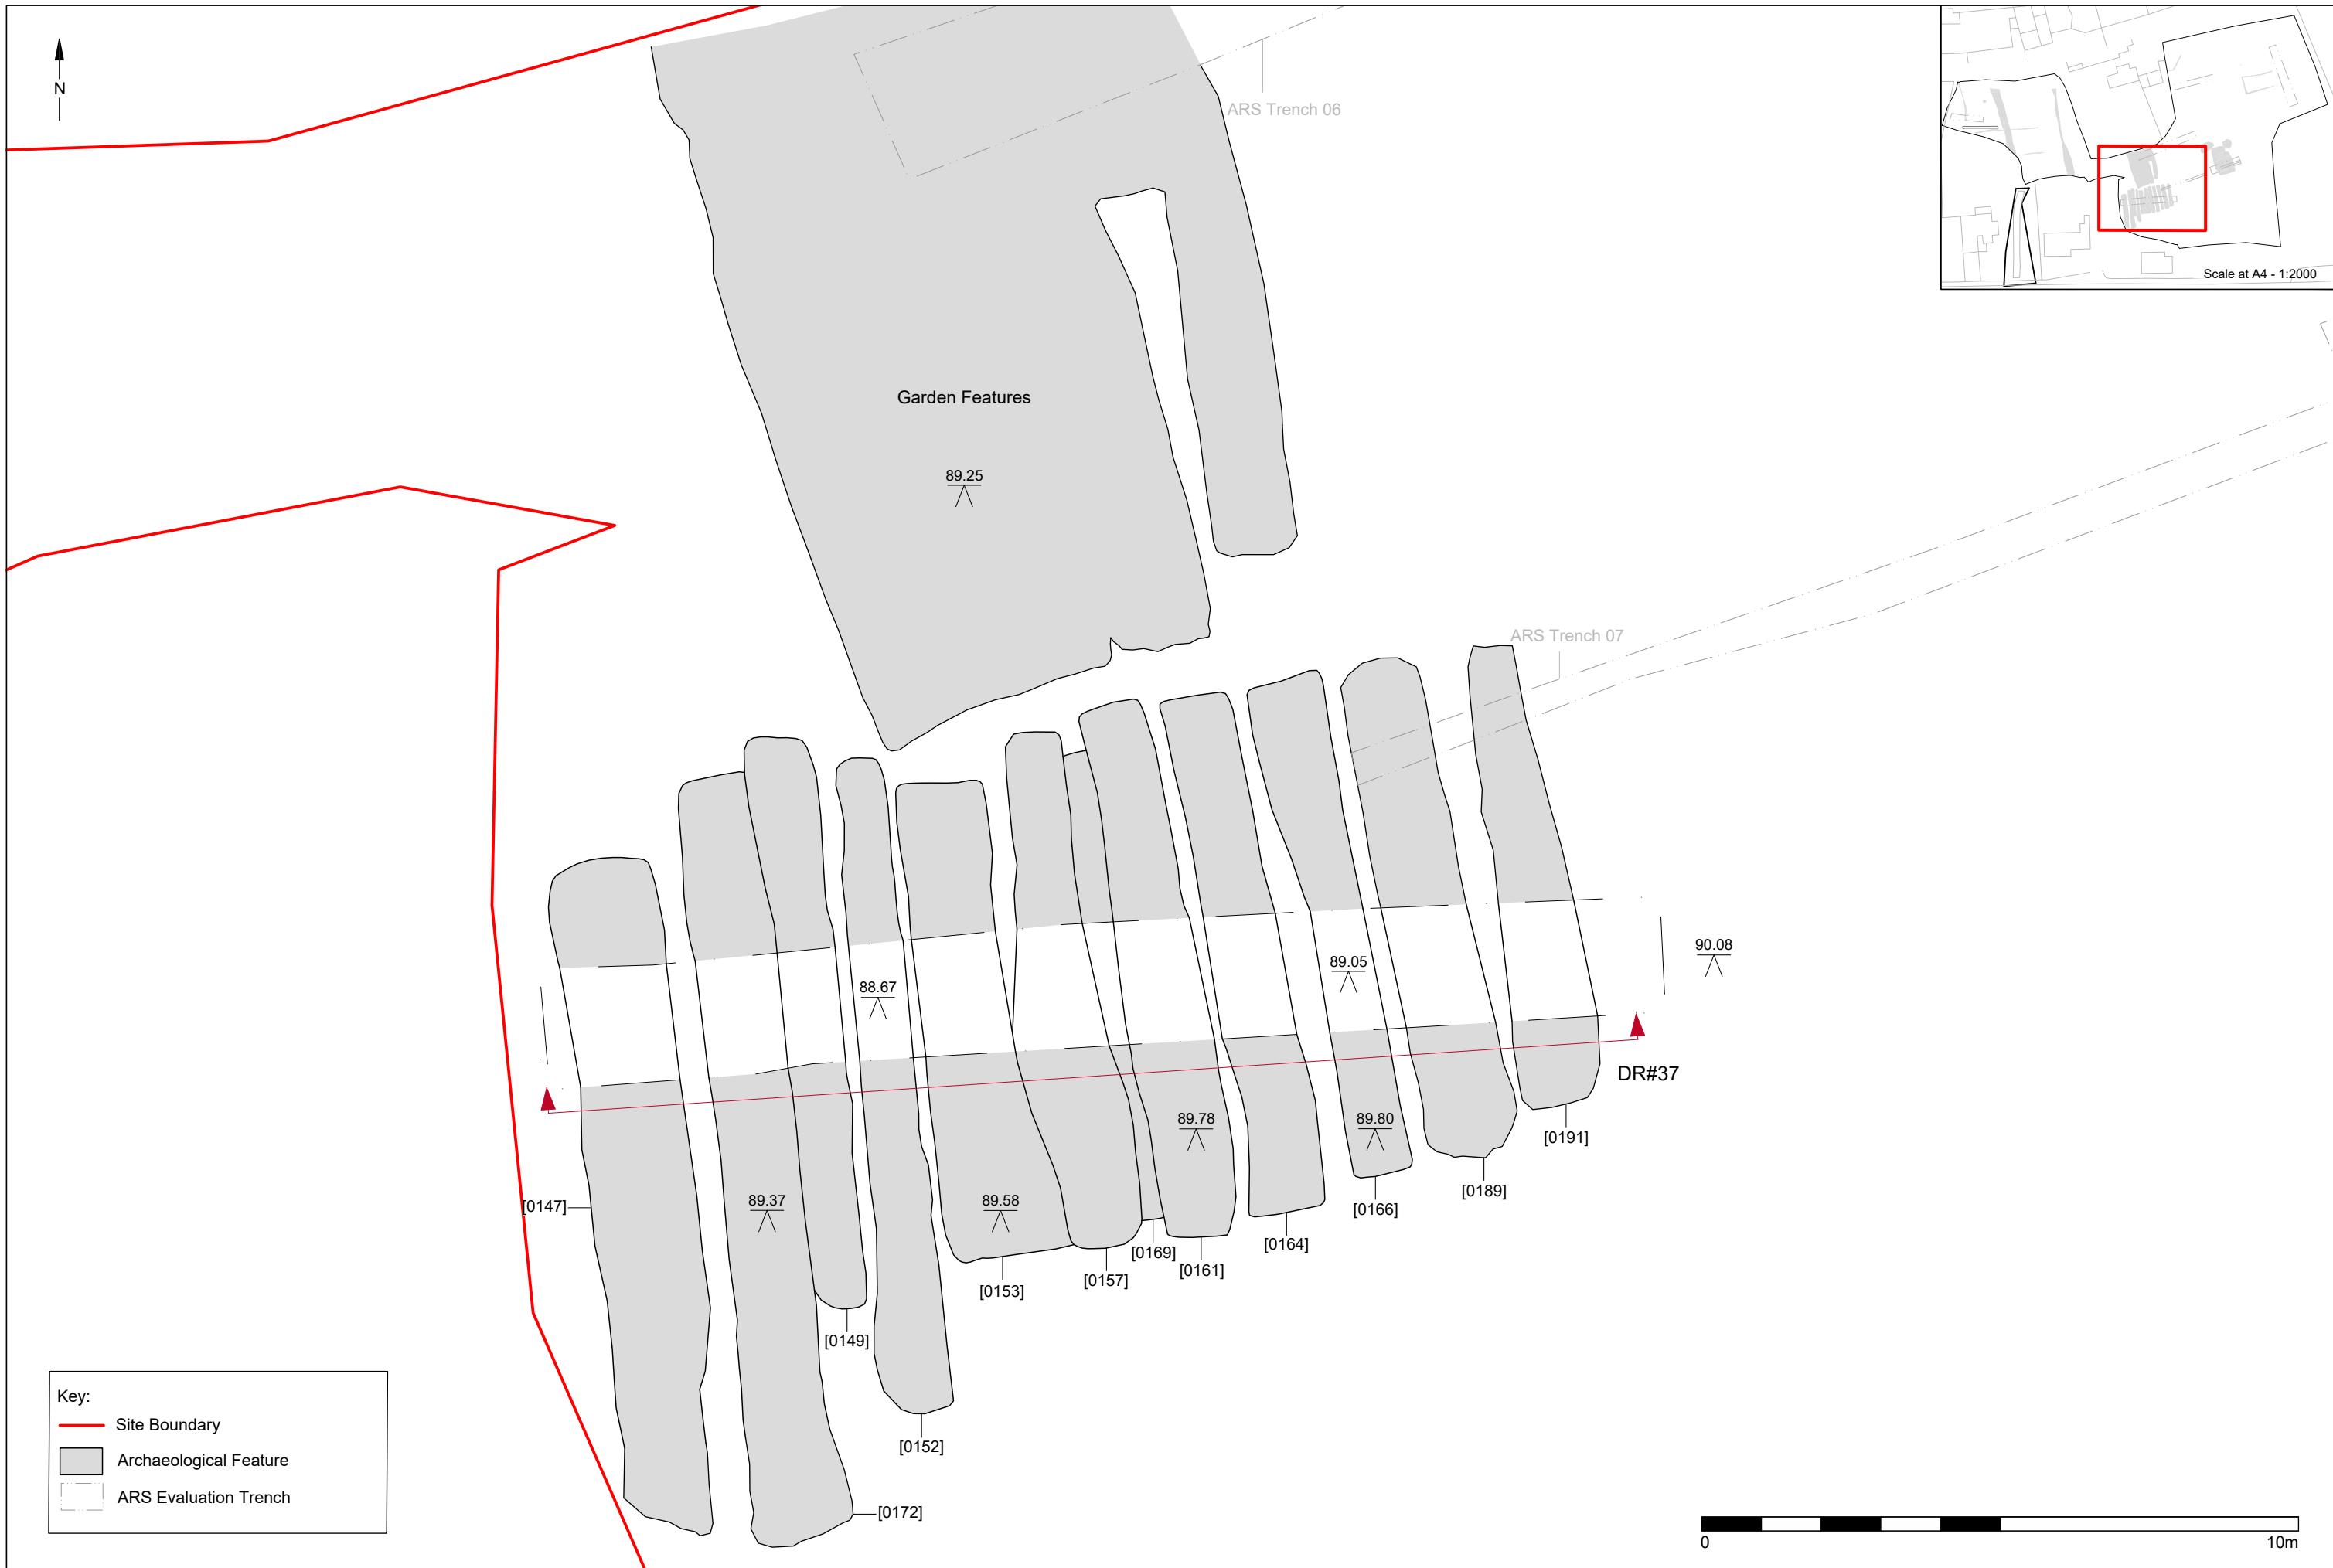 N
ARS Trench 06
Scale at A4 - 1:2000
Garden Features
89.25
ARS Trench 07
90.08
89.05
88.67
DR#37
89.78
89.80
[0191]
[0189]
[0147]
89.37
89.58
[0166]
[0164]
[0169]
[0161]
[0157]
[0153]
[0149]
[0152]
[0172]
Key:
Site Boundary
Archaeological Feature
ARS Evaluation Trench
0
10m